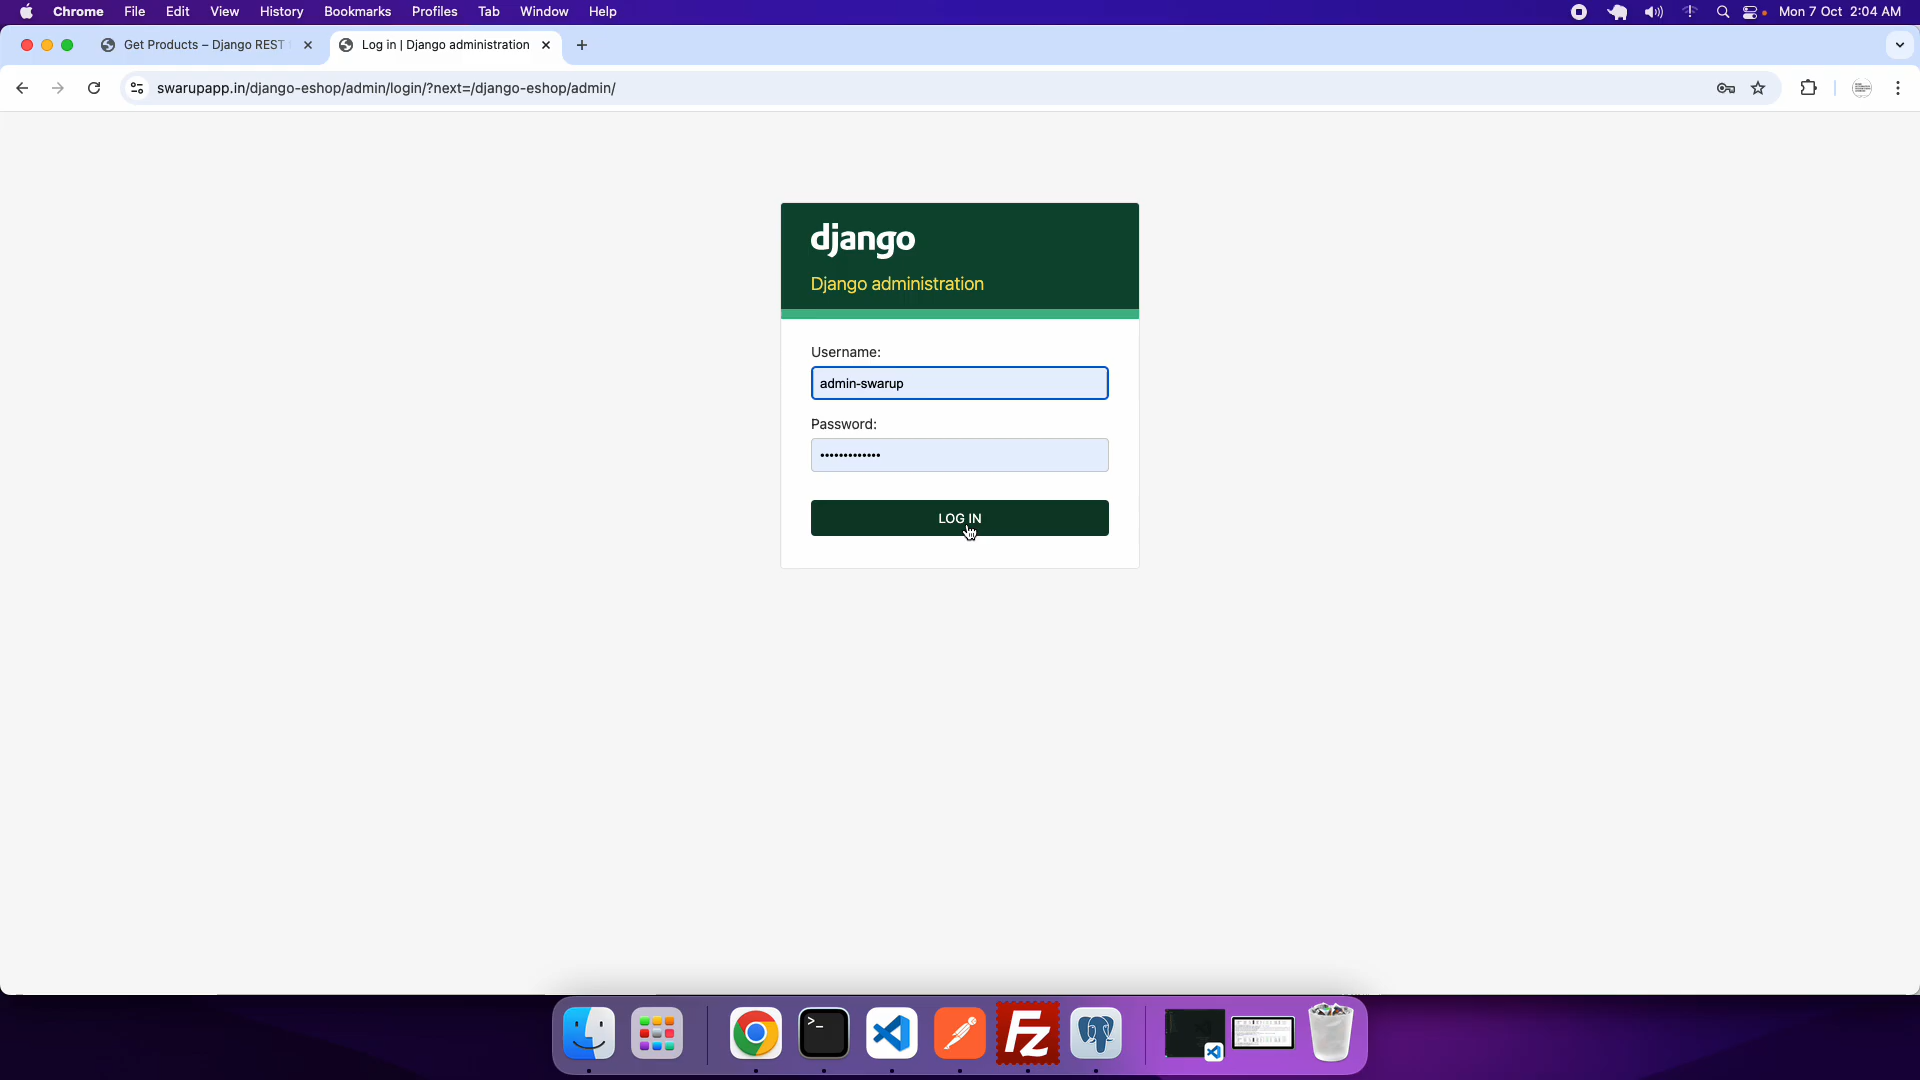 Chrome File Edit View History Bookmarks Profiles Tab Window Help Mon 7 Oct 2:04 AM
Get Products – Django REST
Log in | Django administration
swarupapp.in/django-eshop/admin/login/?next=/django-eshop/admin/
django
Django administration
Username:
admin-swarup
Password:
•••••••••••••
LOG IN
>_
FZ